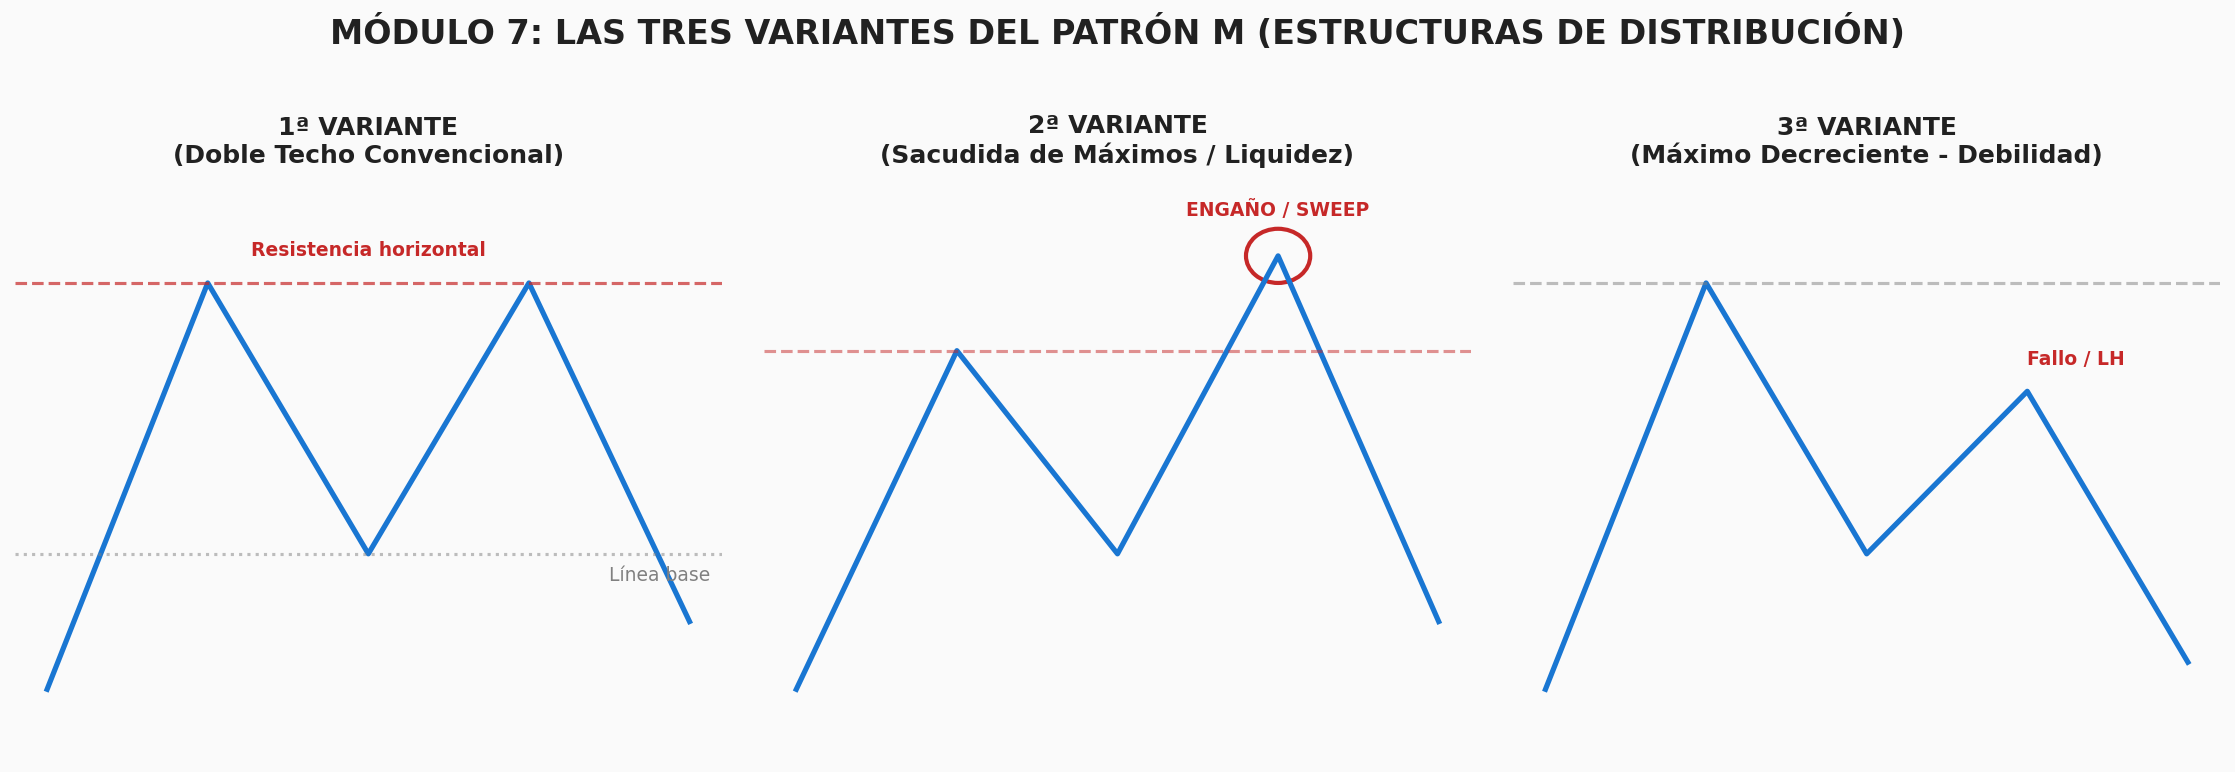 MÓDULO 7: LAS TRES VARIANTES DEL PATRÓN M (ESTRUCTURAS DE DISTRIBUCIÓN)
1ª VARIANTE
(Doble Techo Convencional)
Resistencia horizontal
Línea base
2ª VARIANTE
(Sacudida de Máximos / Liquidez)
ENGAÑO / SWEEP
3ª VARIANTE
(Máximo Decreciente - Debilidad)
Fallo / LH